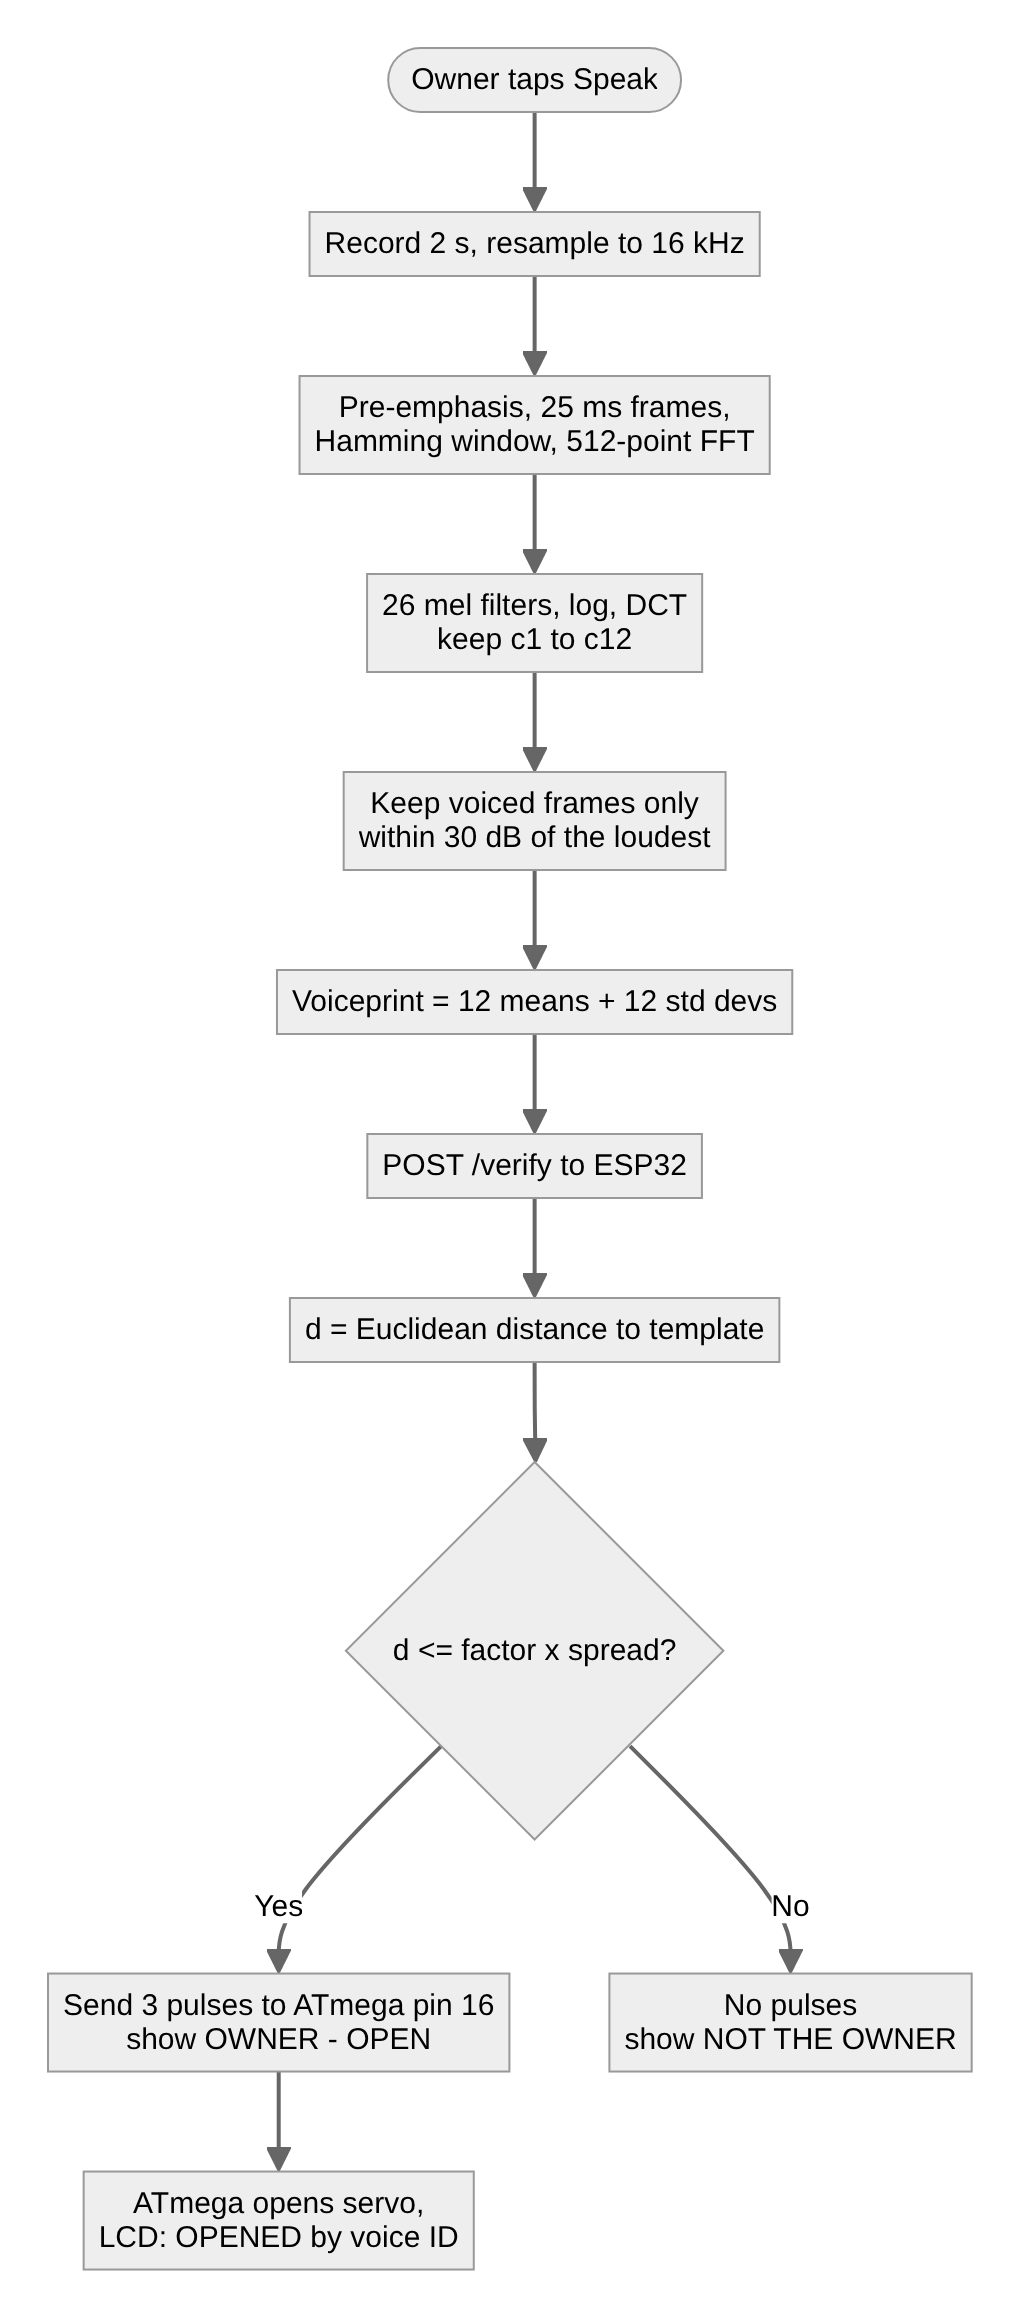 Owner taps Speak
Record 2 s, resample to 16 kHz
Pre-emphasis, 25 ms frames,
Hamming window, 512-point FFT
26 mel filters, log, DCT
keep c1 to c12
Keep voiced frames only
within 30 dB of the loudest
Voiceprint = 12 means + 12 std devs
POST /verify to ESP32
d = Euclidean distance to template
d <= factor x spread?
Yes
No
Send 3 pulses to ATmega pin 16
show OWNER - OPEN
No pulses
show NOT THE OWNER
ATmega opens servo,
LCD: OPENED by voice ID